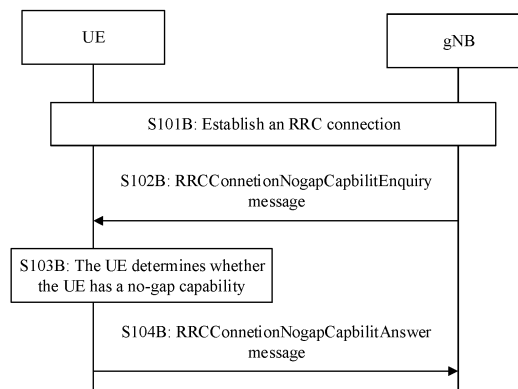 UE
gNB
S101B: Establish an RRC connection
S102B: RRCConnetionNogapCapbilitEnquiry
message
S103B: The UE determines whether
the UE has a no-gap capability
S104B: RRCConnetionNogapCapbilitAnswer
message